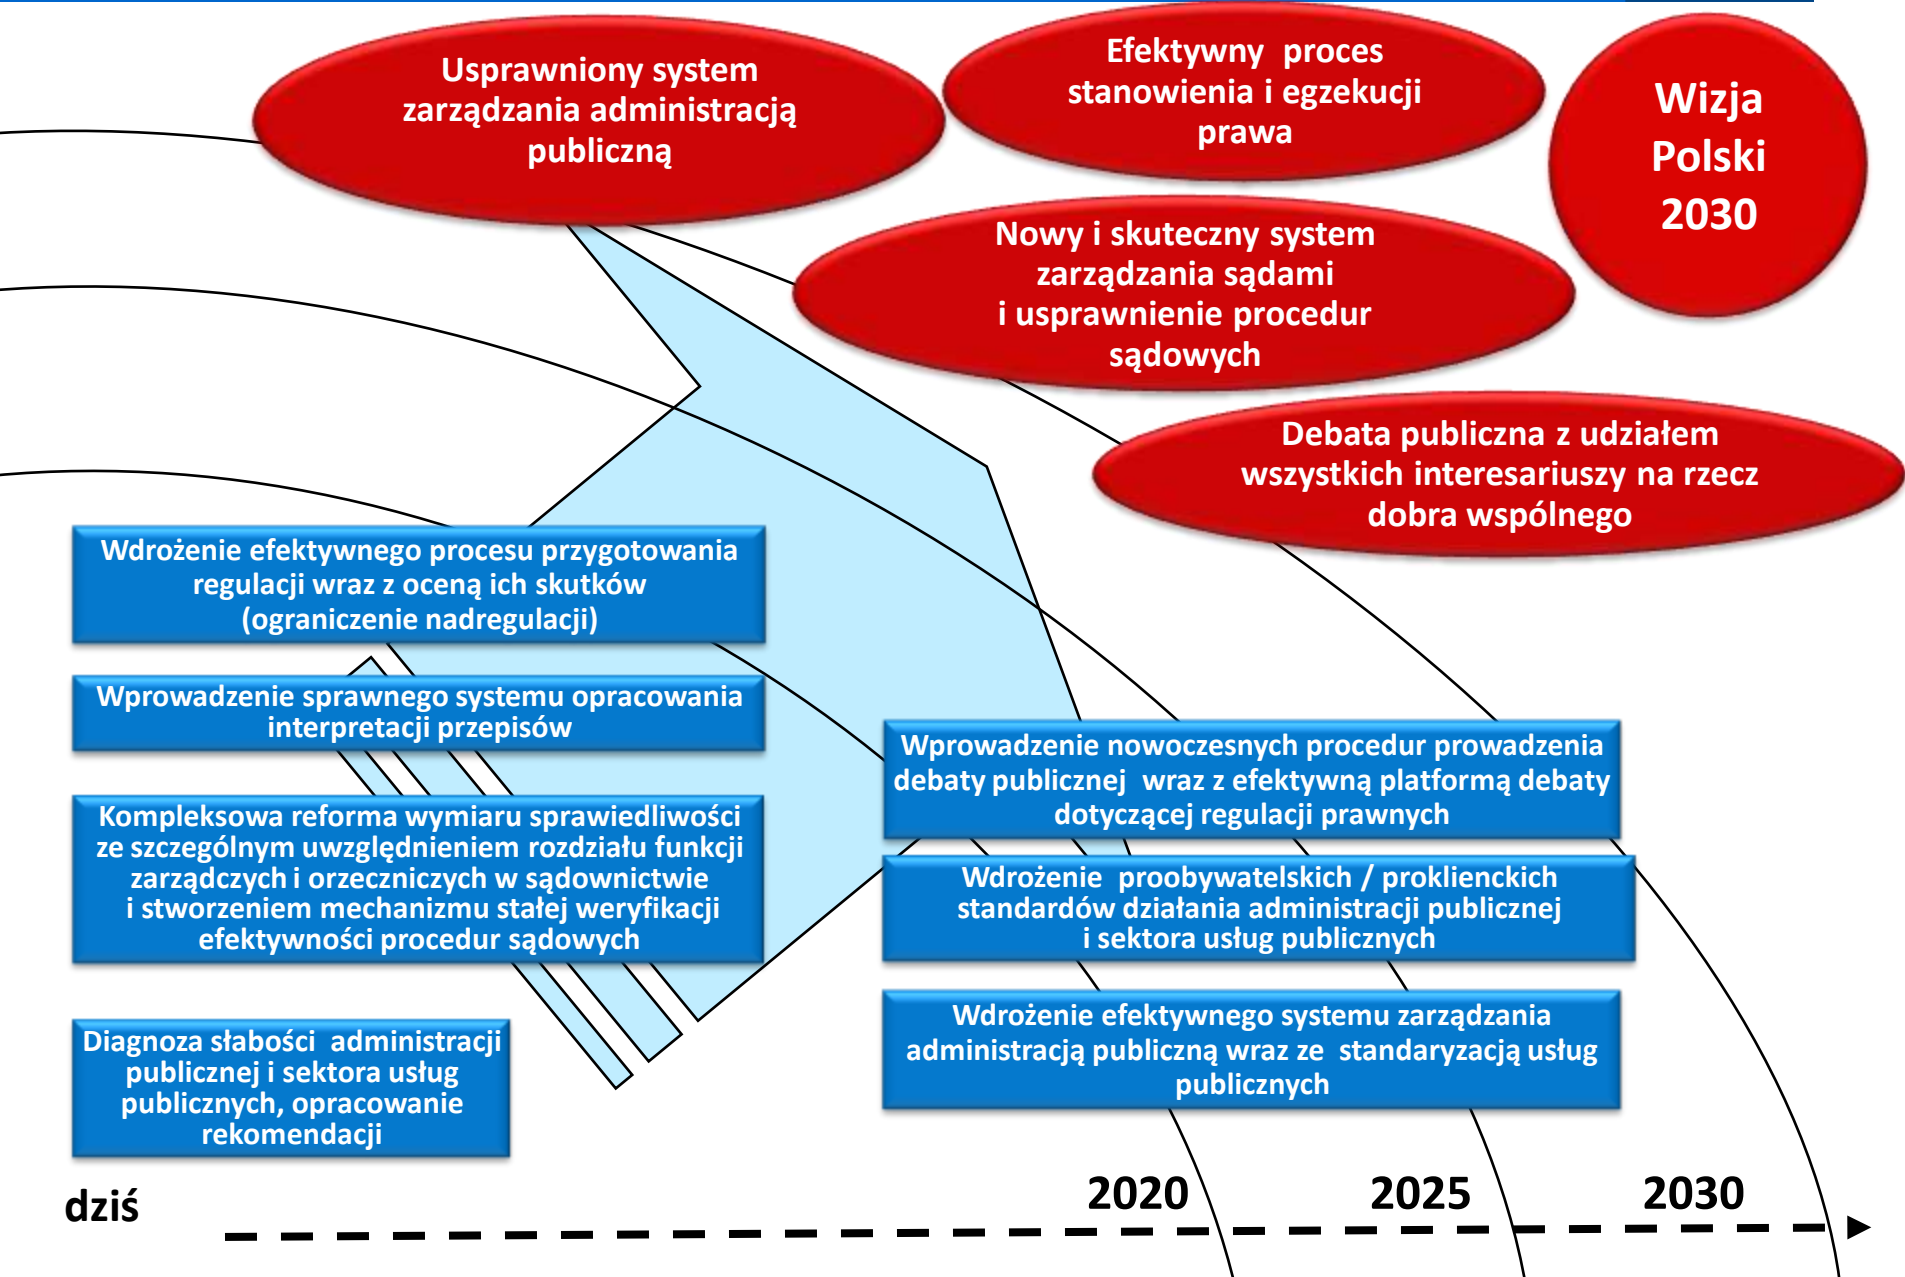 Usprawniony system
zarządzania administracją
publiczną
Efektywny proces
stanowienia i egzekucji
prawa
Wizja
Polski
2030
Nowy i skuteczny system
zarządzania sądami
i usprawnienie procedur
sądowych
Debata publiczna z udziałem
wszystkich interesariuszy na rzecz
dobra wspólnego
Wdrożenie efektywnego procesu przygotowania
regulacji wraz z oceną ich skutków
(ograniczenie nadregulacji)
Wprowadzenie sprawnego systemu opracowania
interpretacji przepisów
Kompleksowa reforma wymiaru sprawiedliwości
ze szczególnym uwzględnieniem rozdziału funkcji
zarządczych i orzeczniczych w sądownictwie
i stworzeniem mechanizmu stałej weryfikacji
efektywności procedur sądowych
Diagnoza słabości administracji
publicznej i sektora usług
publicznych, opracowanie
rekomendacji
Wprowadzenie nowoczesnych procedur prowadzenia
debaty publicznej wraz z efektywną platformą debaty
dotyczącej regulacji prawnych
Wdrożenie proobywatelskich / proklienckich
standardów działania administracji publicznej
i sektora usług publicznych
Wdrożenie efektywnego systemu zarządzania
administracją publiczną wraz ze standaryzacją usług
publicznych
dziś
2020
2025
2030